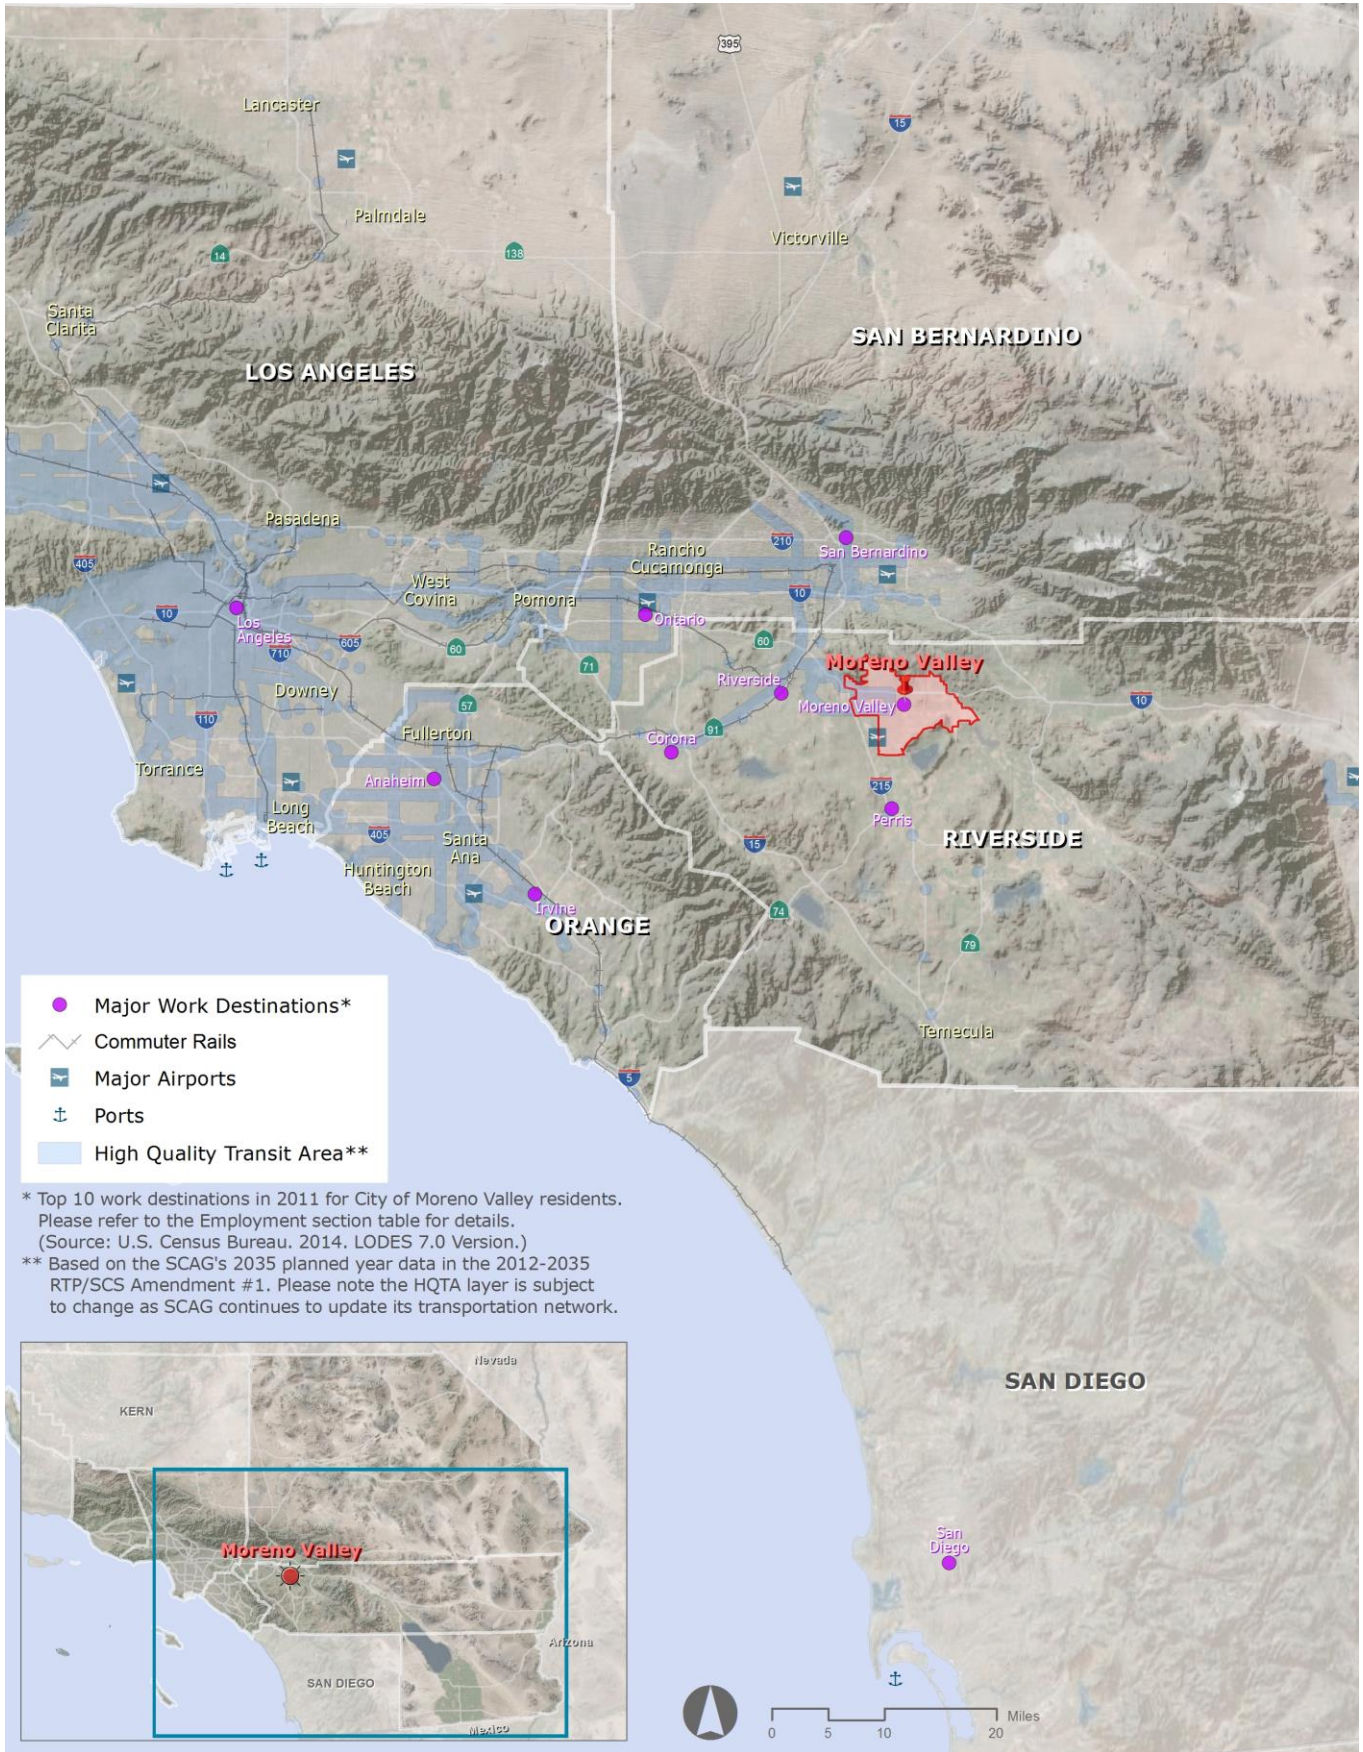 395
Lancaster
15
Palmdale
Victorville
14
138
Santa
Clarita
SAN BERNARDINO
LOS ANGELES
Pasadena
210
San Bernardino
Rancho
Cucamonga
405
West
Covina
Pomona
10
10
Los
Angeles
Ontario
605
710
60
60
71
Moreno Valley
Riverside
Downey
57
Moreno Valley
10
110
91
Fullerton
Corona
Torrance
Anaheim
215
Long
Beach
Perris
405
Santa
Ana
15
RIVERSIDE
Huntington
Beach
Irvine
ORANGE
74
79
Temecula
5
Major Work Destinations*
Commuter Rails
Major Airports
Ports
High Quality Transit Area**
* Top 10 work destinations in 2011 for City of Moreno Valley residents.
Please refer to the Employment section table for details.
(Source: U.S. Census Bureau. 2014. LODES 7.0 Version.)
** Based on the SCAG's 2035 planned year data in the 2012-2035
RTP/SCS Amendment #1. Please note the HQTA layer is subject
to change as SCAG continues to update its transportation network.
Nevada
KERN
Moreno Valley
Arizona
SAN DIEGO
Mexico
SAN DIEGO
San
Diego
Miles
0 5 10 20